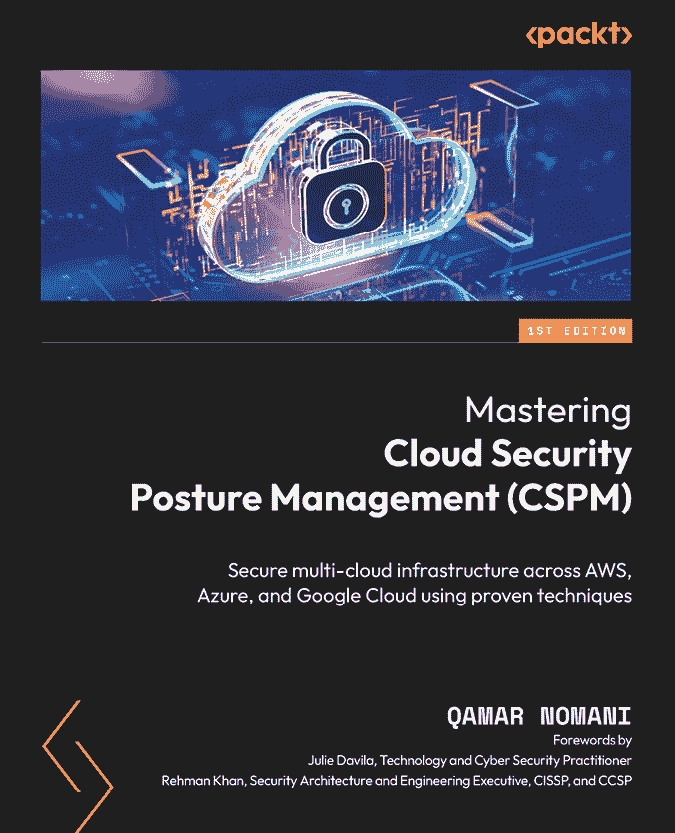 <packt>
1ST EDITION
Mastering
Cloud Security
Posture Management (CSPM)
Secure multi-cloud infrastructure across AWS,
Azure, and Google Cloud using proven techniques
QAMAR NOMANI
Forewords by
Julie Davila, Technology and Cyber Security Practitioner
Rehman Khan, Security Architecture and Engineering Executive, CISSP, and CCSP